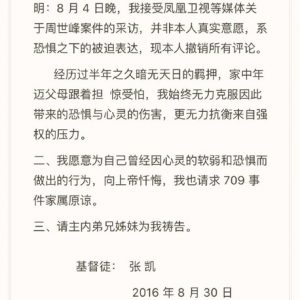 明：8 月 4 日晚，我接受凤凰卫视等媒体关
于周世峰案件的采访，并非本人真实意愿，系
恐惧之下的被迫表达，现本人撤销所有评论。
经历过半年之久暗无天日的羁押，家中年
迈父母跟着担 惊受怕，我始终无力克服因此
带来的恐惧与心灵的伤害，更无力抗衡来自强
权的压力。
二、我愿意为自己曾经因心灵的软弱和恐惧而
做出的行为，向上帝忏悔，我也请求 709 事
件家属原谅。
三、请主内弟兄姊妹为我祷告。
基督徒： 张 凯
2016 年 8 月 30 日